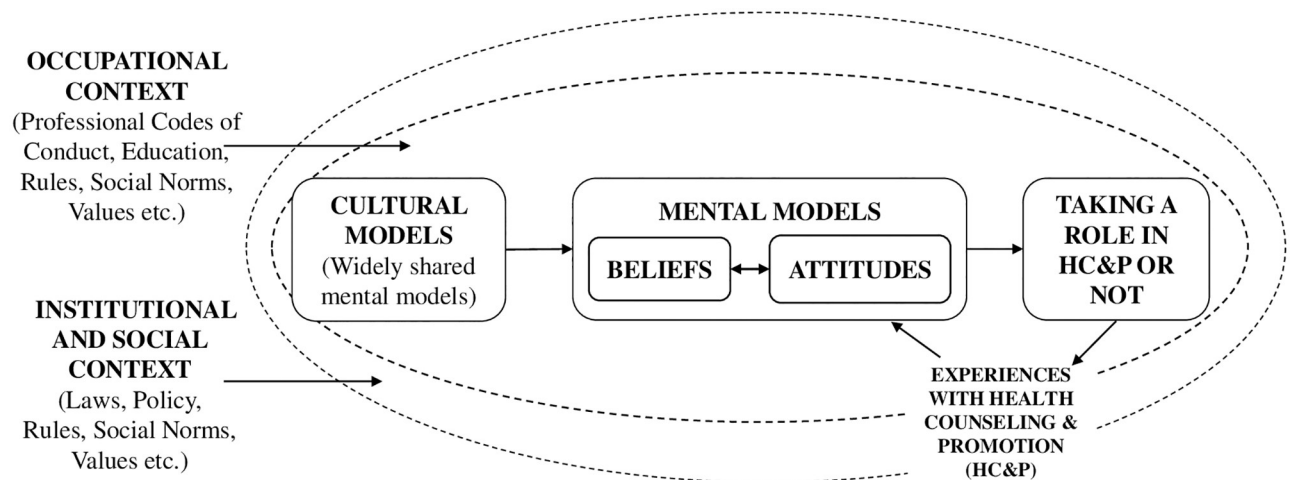 OCCUPATIONAL
CONTEXT
(Professional Codes of
Conduct, Education,
Rules, Social Norms,
Values etc.)
INSTITUTIONAL
AND SOCIAL
CONTEXT
(Laws, Policy,
Rules, Social Norms,
Values etc.)
CULTURAL
MODELS
(Widely shared
mental models)
MENTAL MODELS
BELIEFS
ATTITUDES
TAKING A
ROLE IN
HC&P OR
NOT
EXPERIENCES
WITH HEALTH
COUNSELING &
PROMOTION
(HC&P)